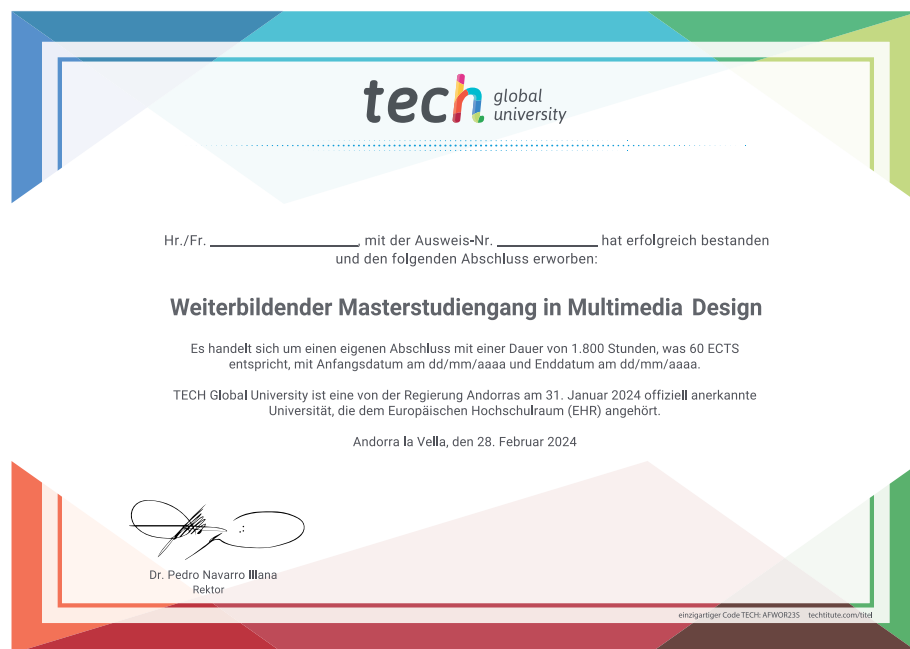 tech global university
Hr./Fr. ____________________, mit der Ausweis-Nr. ______________ hat erfolgreich bestanden
und den folgenden Abschluss erworben:
Weiterbildender Masterstudiengang in Multimedia Design
Es handelt sich um einen eigenen Abschluss mit einer Dauer von 1.800 Stunden, was 60 ECTS
entspricht, mit Anfangsdatum am dd/mm/aaaa und Enddatum am dd/mm/aaaa.
TECH Global University ist eine von der Regierung Andorras am 31. Januar 2024 offiziell anerkannte
Universität, die dem Europäischen Hochschulraum (EHR) angehört.
Andorra la Vella, den 28. Februar 2024
Dr. Pedro Navarro Illana
Rektor
einzigartiger Code TECH: AFWOR23S techtitute.com/titel